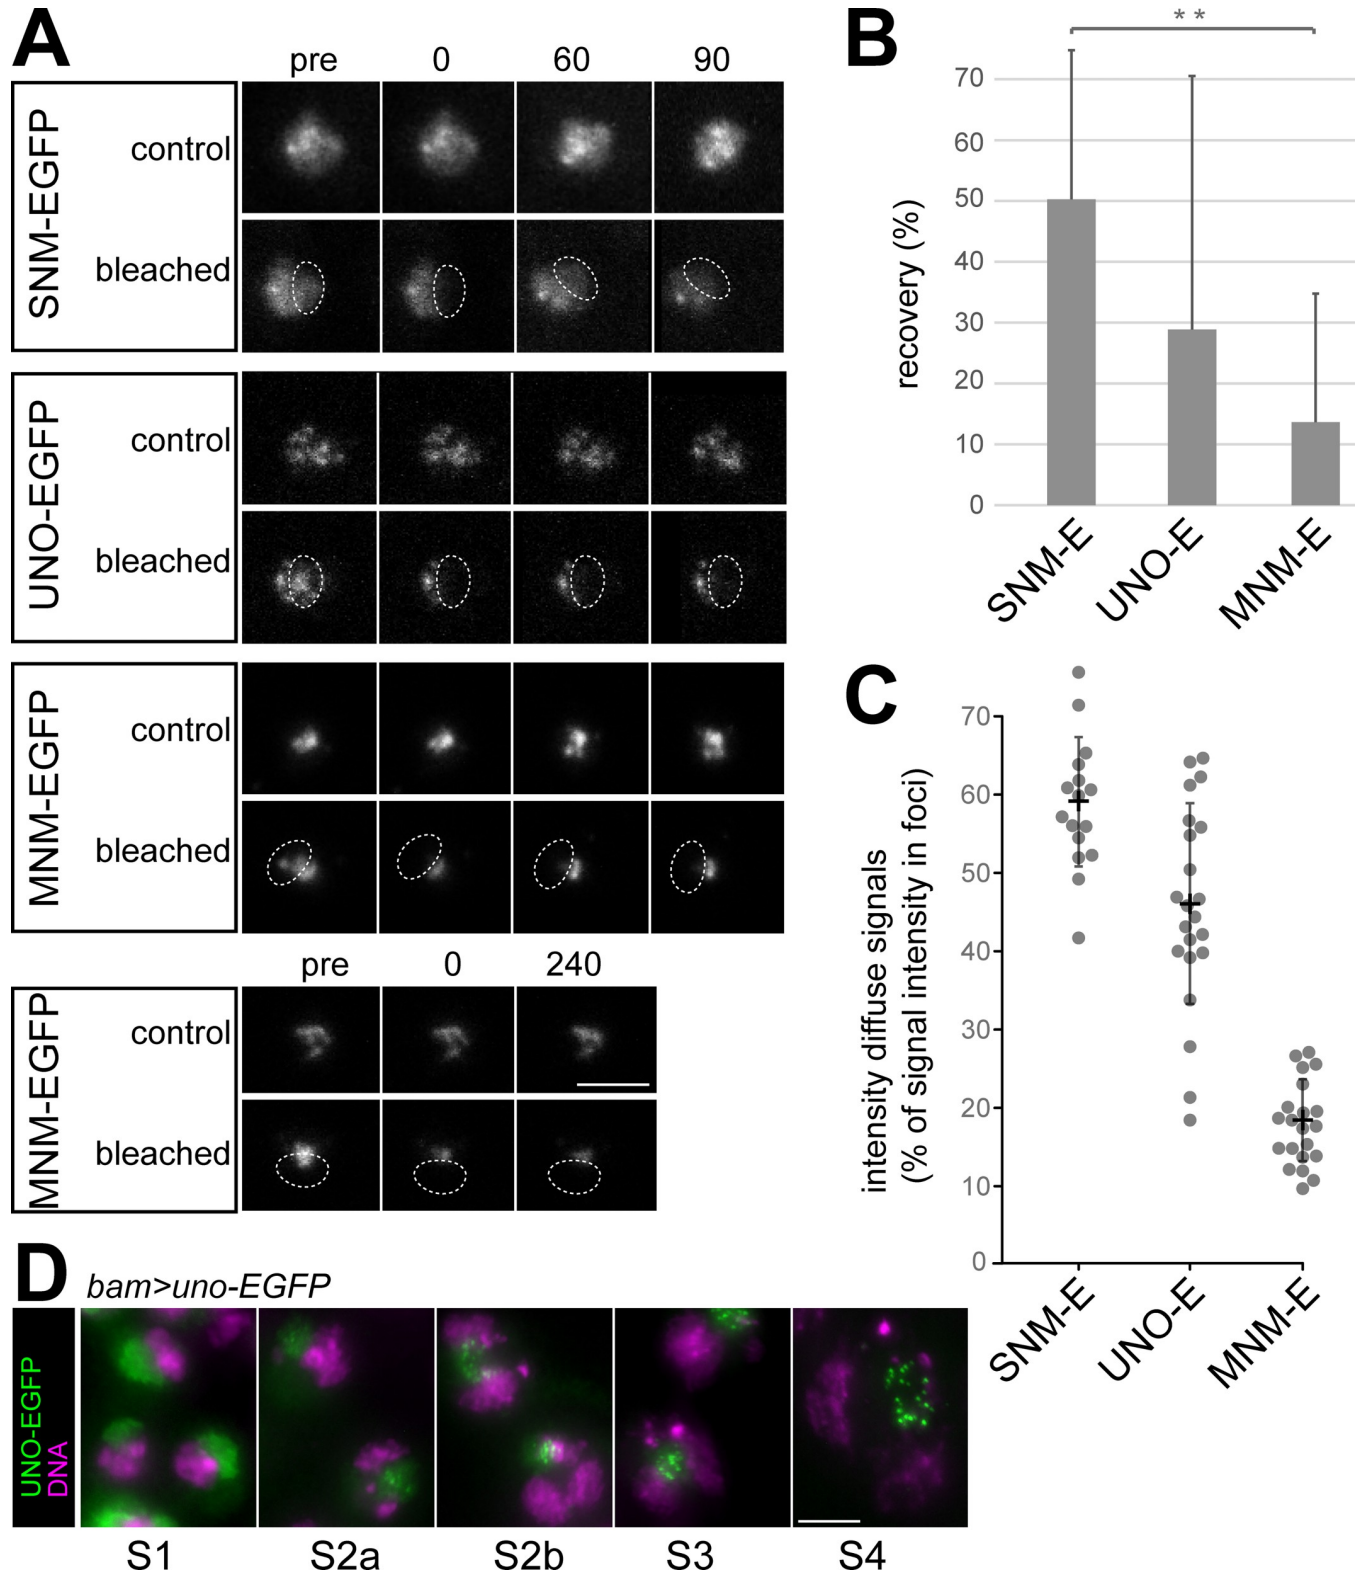 A
pre 0 60 90
SNM-EGFP
control
bleached
UNO-EGFP
control
bleached
MNM-EGFP
control
bleached
pre 0 240
MNM-EGFP
control
bleached
B
* *
recovery (%)
70
60
50
40
30
20
10
0
SNM-E UNO-E MNM-E
C
intensity diffuse signals
(% of signal intensity in foci)
70
60
50
40
30
20
10
0
SNM-E UNO-E MNM-E
D
bam>uno-EGFP
UNO-EGFP
DNA
S1 S2a S2b S3 S4